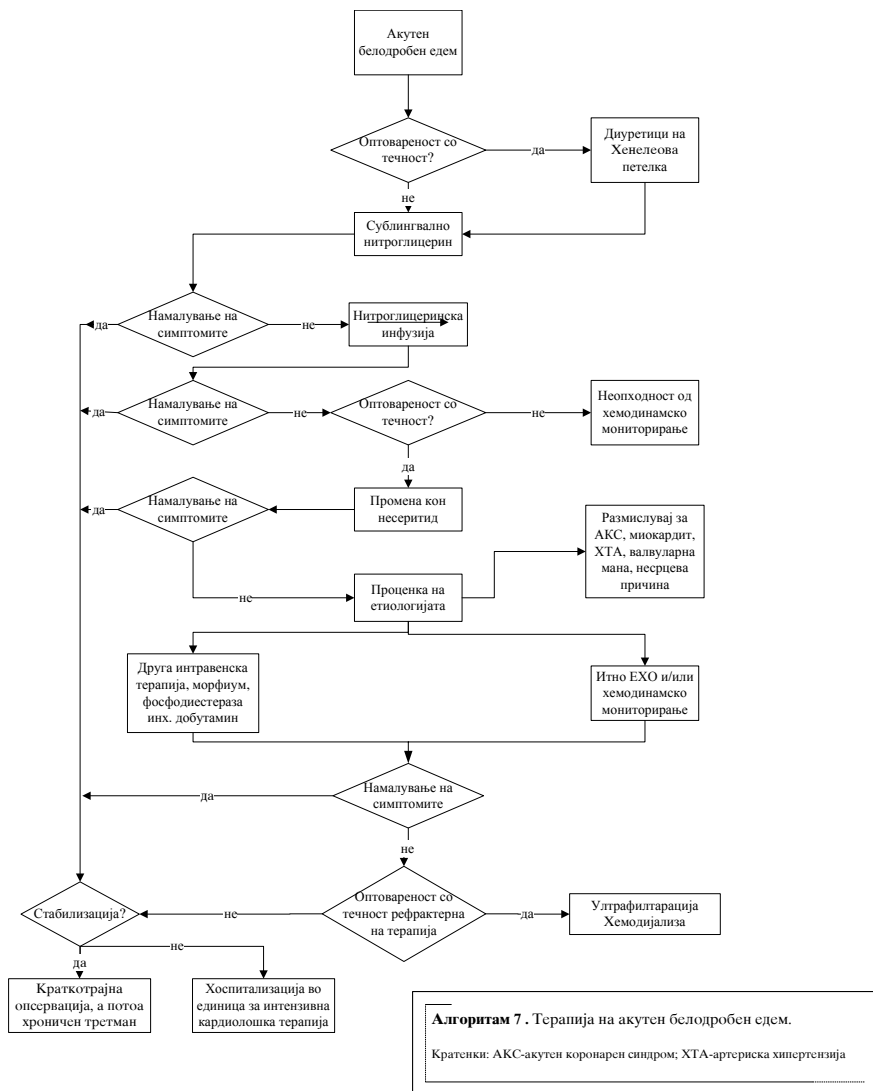 Акутен
белодробен едем
Оптовареност со
течност?
да
Диуретици на
Хенелеова
петелка
не
Сублингвално
нитроглицерин
Намалување на
симптомите
да
не
Нитроглицеринска
инфузија
Намалување на
симптомите
да
не
Оптовареност со
течност?
не
Неопходност од
хемодинамско
мониторирање
да
Намалување на
симптомите
да
Промена кон
несеритид
Размислувај за
АКС, миокардит,
ХТА, валвуларна
мана, несрцева
причина
не
Проценка на
етиологијата
Друга интравенска
терапија, морфиум,
фосфодиестераза
инх. добутамин
Итно ЕХО и/или
хемодинамско
мониторирање
Намалување на
симптомите
да
не
Стабилизација?
не
Оптовареност со
течност рефрактерна
на терапија
да
Ултрафилтарација
Хемодијализа
да
не
Краткотрајна
опсервација, а потоа
хроничен третман
Хоспитализација во
единица за интензивна
кардиолошка терапија
Алгоритам 7 . Терапија на акутен белодробен едем.
Кратенки: АКС-акутен коронарен синдром; ХТА-артериска хипертензија